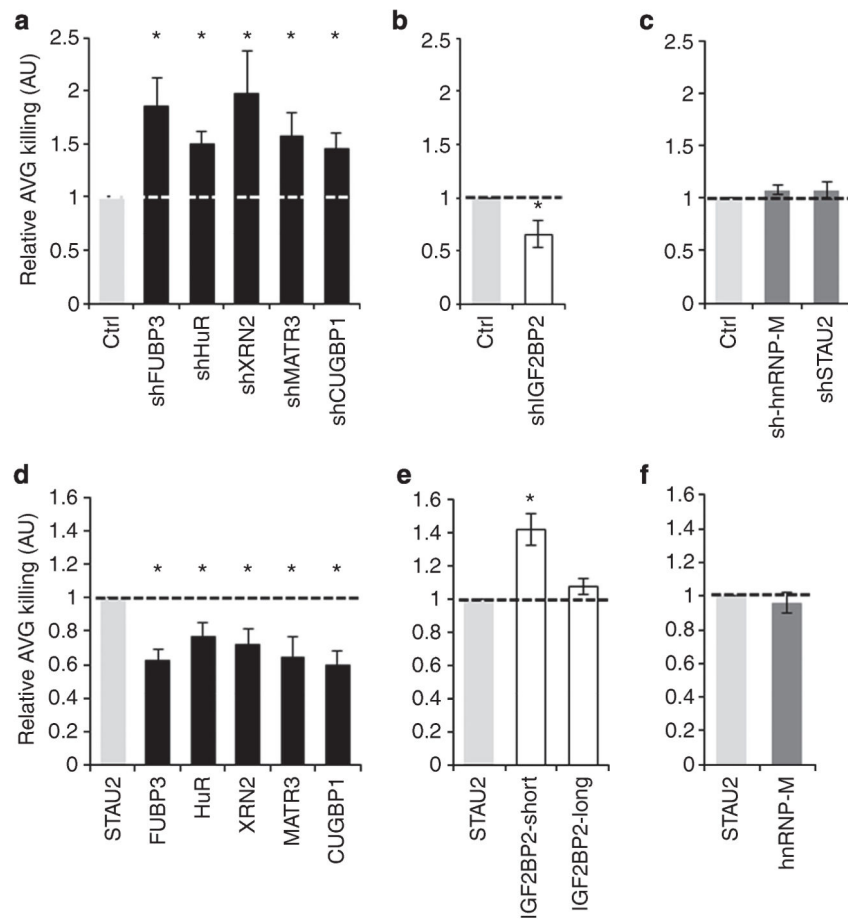 a
Relative AVG killing (AU)
2.5
2
1.5
1
0.5
0
* * * * *
Ctrl
shFUBP3
shHuR
shXRN2
shMATR3
shCUGBP1
b
2.5
2
1.5
1
0.5
0
*
Ctrl
shIGF2BP2
c
2.5
2
1.5
1
0.5
0
Ctrl
sh-hnRNP-M
shSTAU2
d
Relative AVG killing (AU)
1.6
1.4
1.2
1
0.8
0.6
0.4
0.2
0
* * * * *
STAU2
FUBP3
HuR
XRN2
MATR3
CUGBP1
e
1.6
1.4
1.2
1
0.8
0.6
0.4
0.2
0
*
STAU2
IGF2BP2-short
IGF2BP2-long
f
1.6
1.4
1.2
1
0.8
0.6
0.4
0.2
0
STAU2
hnRNP-M